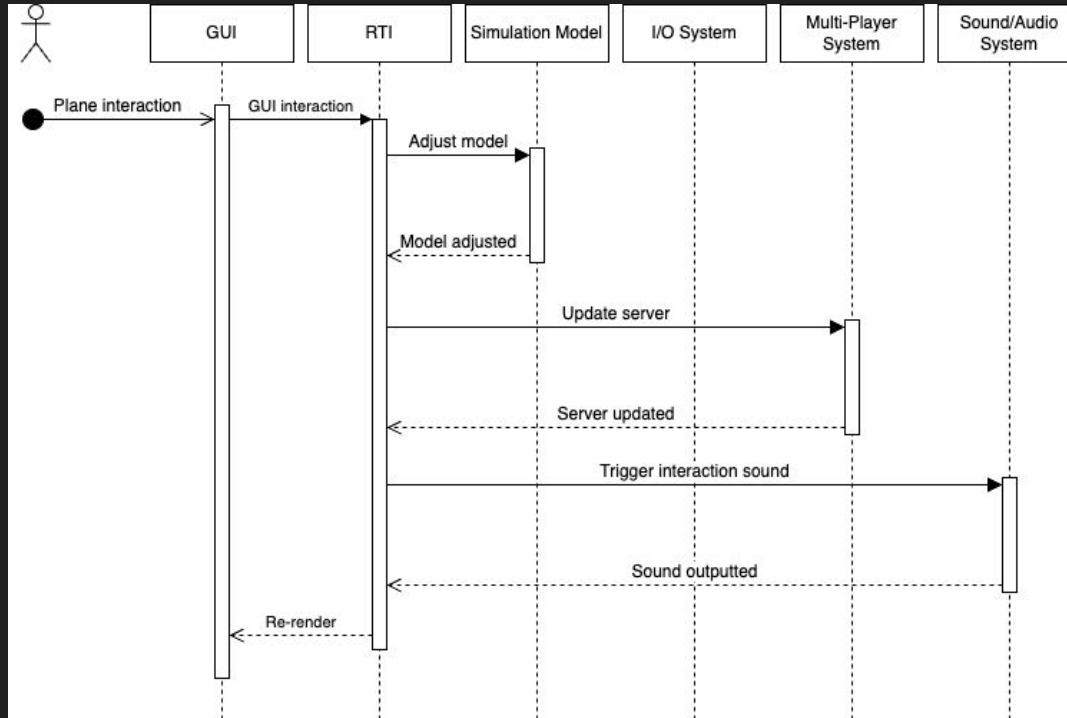 GUI
RTI
Simulation Model
I/O System
Multi-Player
System
Sound/Audio
System
Plane interaction
GUI interaction
Adjust model
Model adjusted
Update server
Server updated
Trigger interaction sound
Sound outputted
Re-render